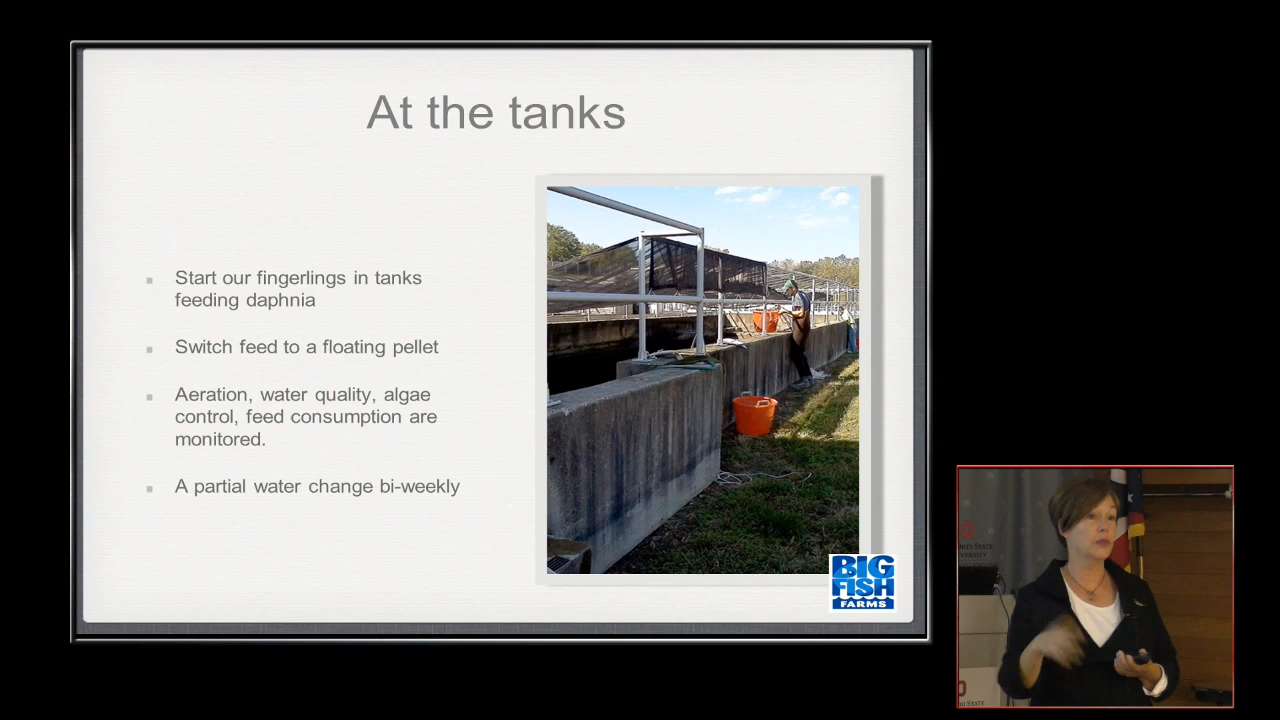 At the tanks
Start our fingerlings in tanks
feeding daphnia
Switch feed to a floating pellet
Aeration, water quality, algae
control, feed consumption are
monitored.
A partial water change bi-weekly
BIG
FISH
FARMS